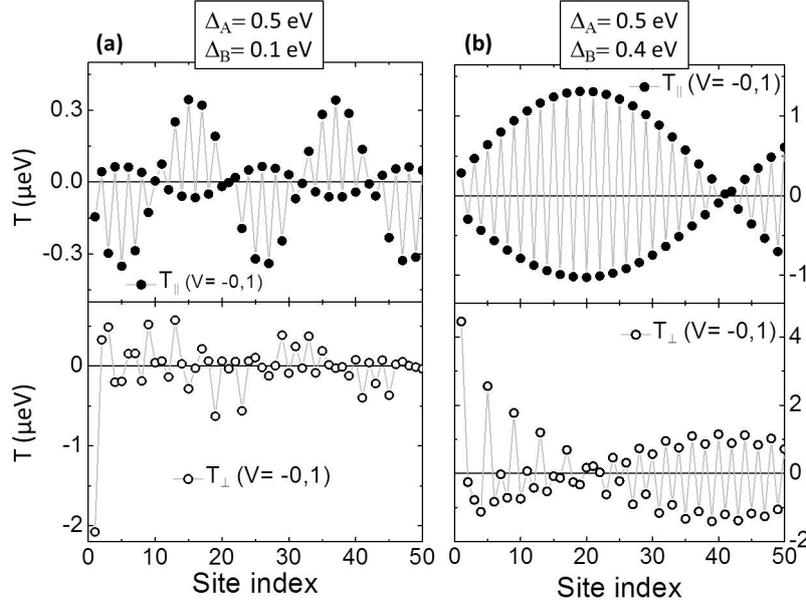 Δ_A= 0.5 eV
Δ_B= 0.1 eV
(a)
0.3
0.0
-0.3
T (μeV)
T_∥ (V= -0,1)
0
-1
-2
T (μeV)
T_⊥ (V= -0,1)
0 10 20 30 40 50
Site index
Δ_A= 0.5 eV
Δ_B= 0.4 eV
(b)
T_∥ (V= -0,1)
1
0
-1
T_⊥ (V= -0,1)
4
2
0
-2
0 10 20 30 40 50
Site index